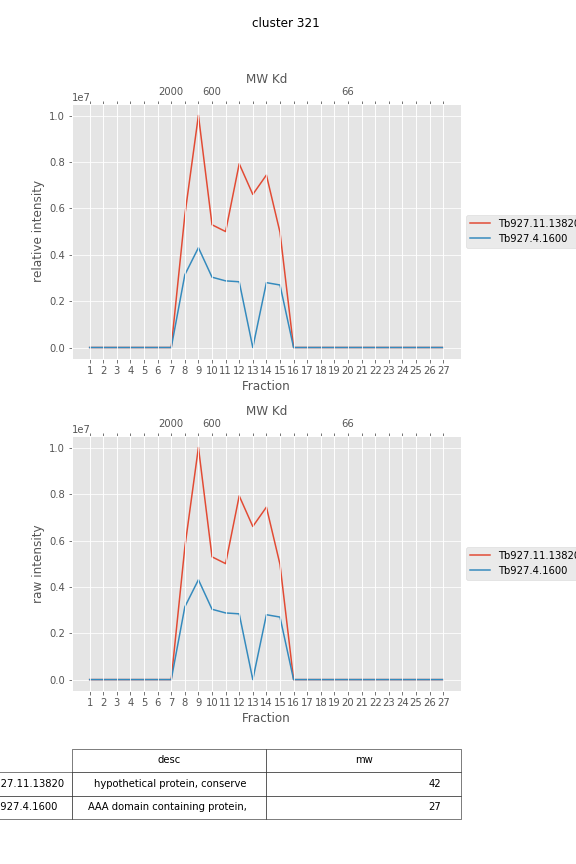 cluster 321
MW Kd
2000 600 66
1e7
1.0
0.8
0.6
0.4
0.2
0.0
relative intensity
1 2 3 4 5 6 7 8 9 10 11 12 13 14 15 16 17 18 19 20 21 22 23 24 25 26 27
Fraction
Tb927.11.13820
Tb927.4.1600
MW Kd
2000 600 66
1e7
1.0
0.8
0.6
0.4
0.2
0.0
raw intensity
1 2 3 4 5 6 7 8 9 10 11 12 13 14 15 16 17 18 19 20 21 22 23 24 25 26 27
Fraction
Tb927.11.13820
Tb927.4.1600
desc mw
27.11.13820 hypothetical protein, conserve 42
927.4.1600 AAA domain containing protein, 27